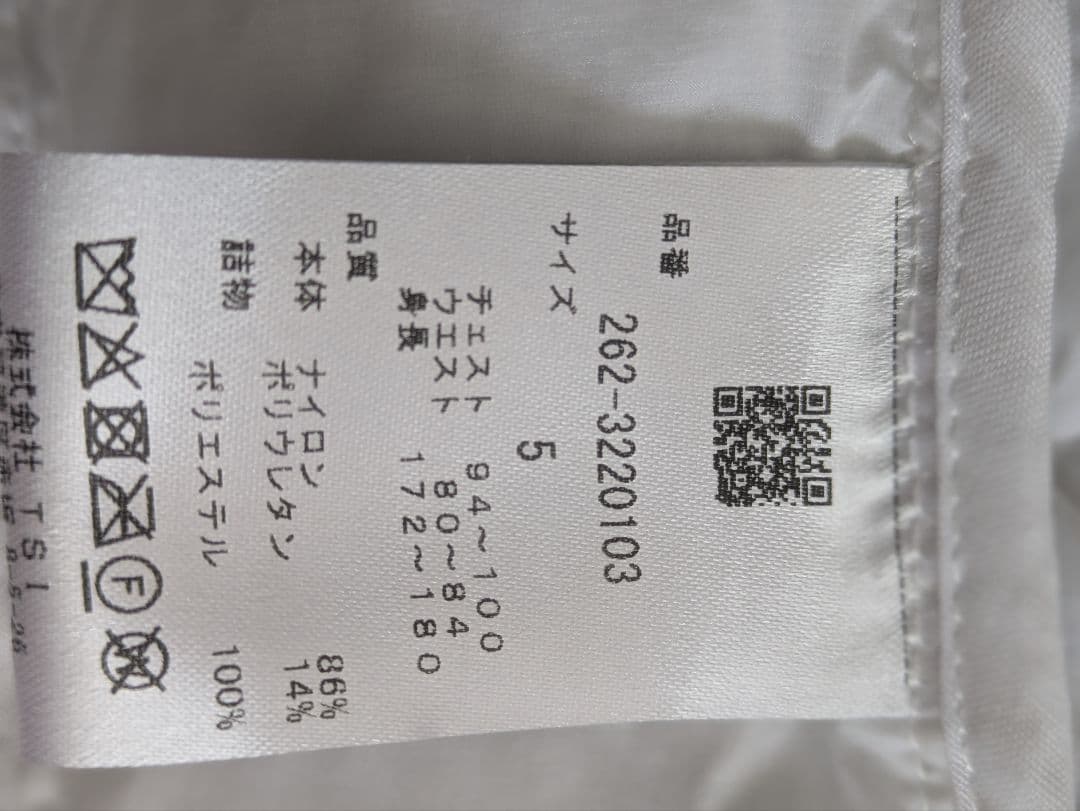 品番
262-3220103
サイズ
5
チェスト 94~100
ウエスト 80~84
身長 172~180
品質
本体 ナイロン 86%
ポリウレタン 14%
詰物 ポリエステル 100%
F
W
株式会社TSI